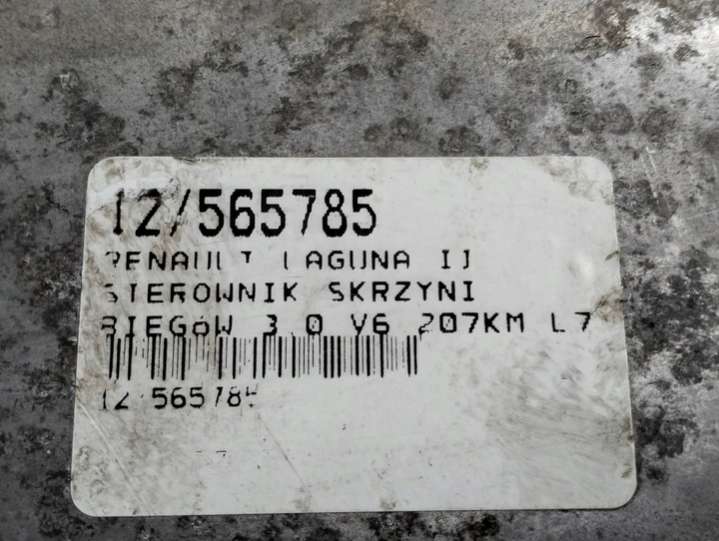 12/565785
RENAULT LAGUNA II
STEROWNIK SKRZYNI
BIEGÓW 3.0 V6 207KM L7
12/565785